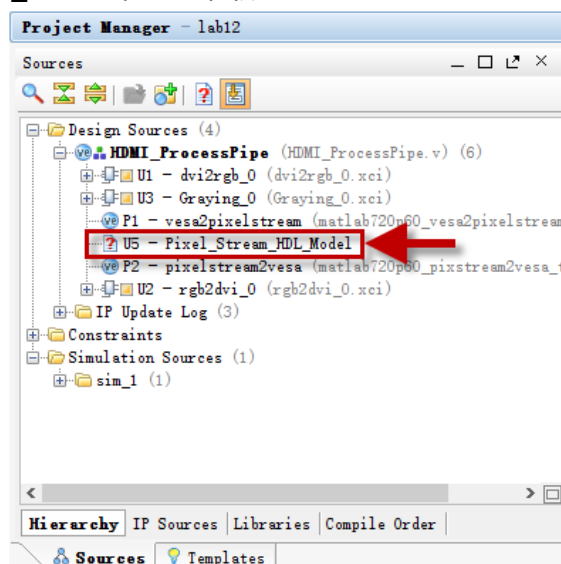 Project Manager - lab12
Sources
Design Sources (4)
HDMI_ProcessPipe (HDMI_ProcessPipe.v) (6)
U1 - dvi2rgb_0 (dvi2rgb_0.xci)
U3 - Graying_0 (Graying_0.xci)
P1 - vesa2pixelstream (matlab720p60_vesa2pixelstream
U5 - Pixel_Stream_HDL_Model
P2 - pixelstream2vesa (matlab720p60_pixstream2vesa_t
U2 - rgb2dvi_0 (rgb2dvi_0.xci)
IP Update Log (3)
Constraints
Simulation Sources (1)
sim_1 (1)
Hierarchy IP Sources Libraries Compile Order
Sources Templates